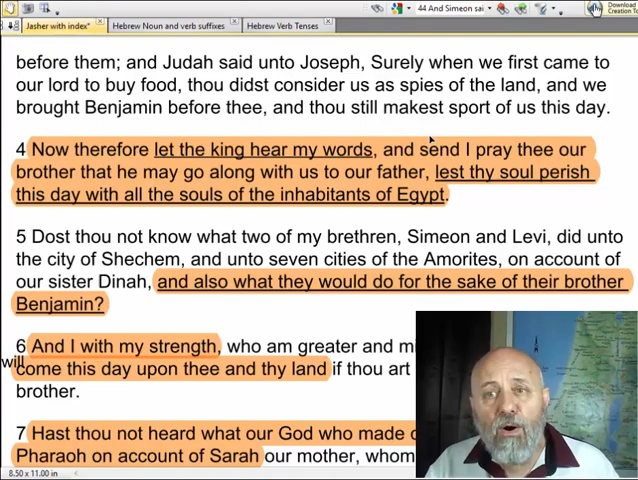 44 And Simeon sai
Download
Creation To
Jasher with index*
Hebrew Noun and verb suffixes
Hebrew Verb Tenses
before them; and Judah said unto Joseph, Surely when we first came to
our lord to buy food, thou didst consider us as spies of the land, and we
brought Benjamin before thee, and thou still makest sport of us this day.
4 Now therefore let the king hear my words, and send I pray thee our
brother that he may go along with us to our father, lest thy soul perish
this day with all the souls of the inhabitants of Egypt.
5 Dost thou not know what two of my brethren, Simeon and Levi, did unto
the city of Shechem, and unto seven cities of the Amorites, on account of
our sister Dinah, and also what they would do for the sake of their brother
Benjamin?
6 And I with my strength, who am greater and mi
will
come this day upon thee and thy land if thou art
brother.
7 Hast thou not heard what our God who made c
Pharaoh on account of Sarah our mother, whom
8.50 x 11.00 in